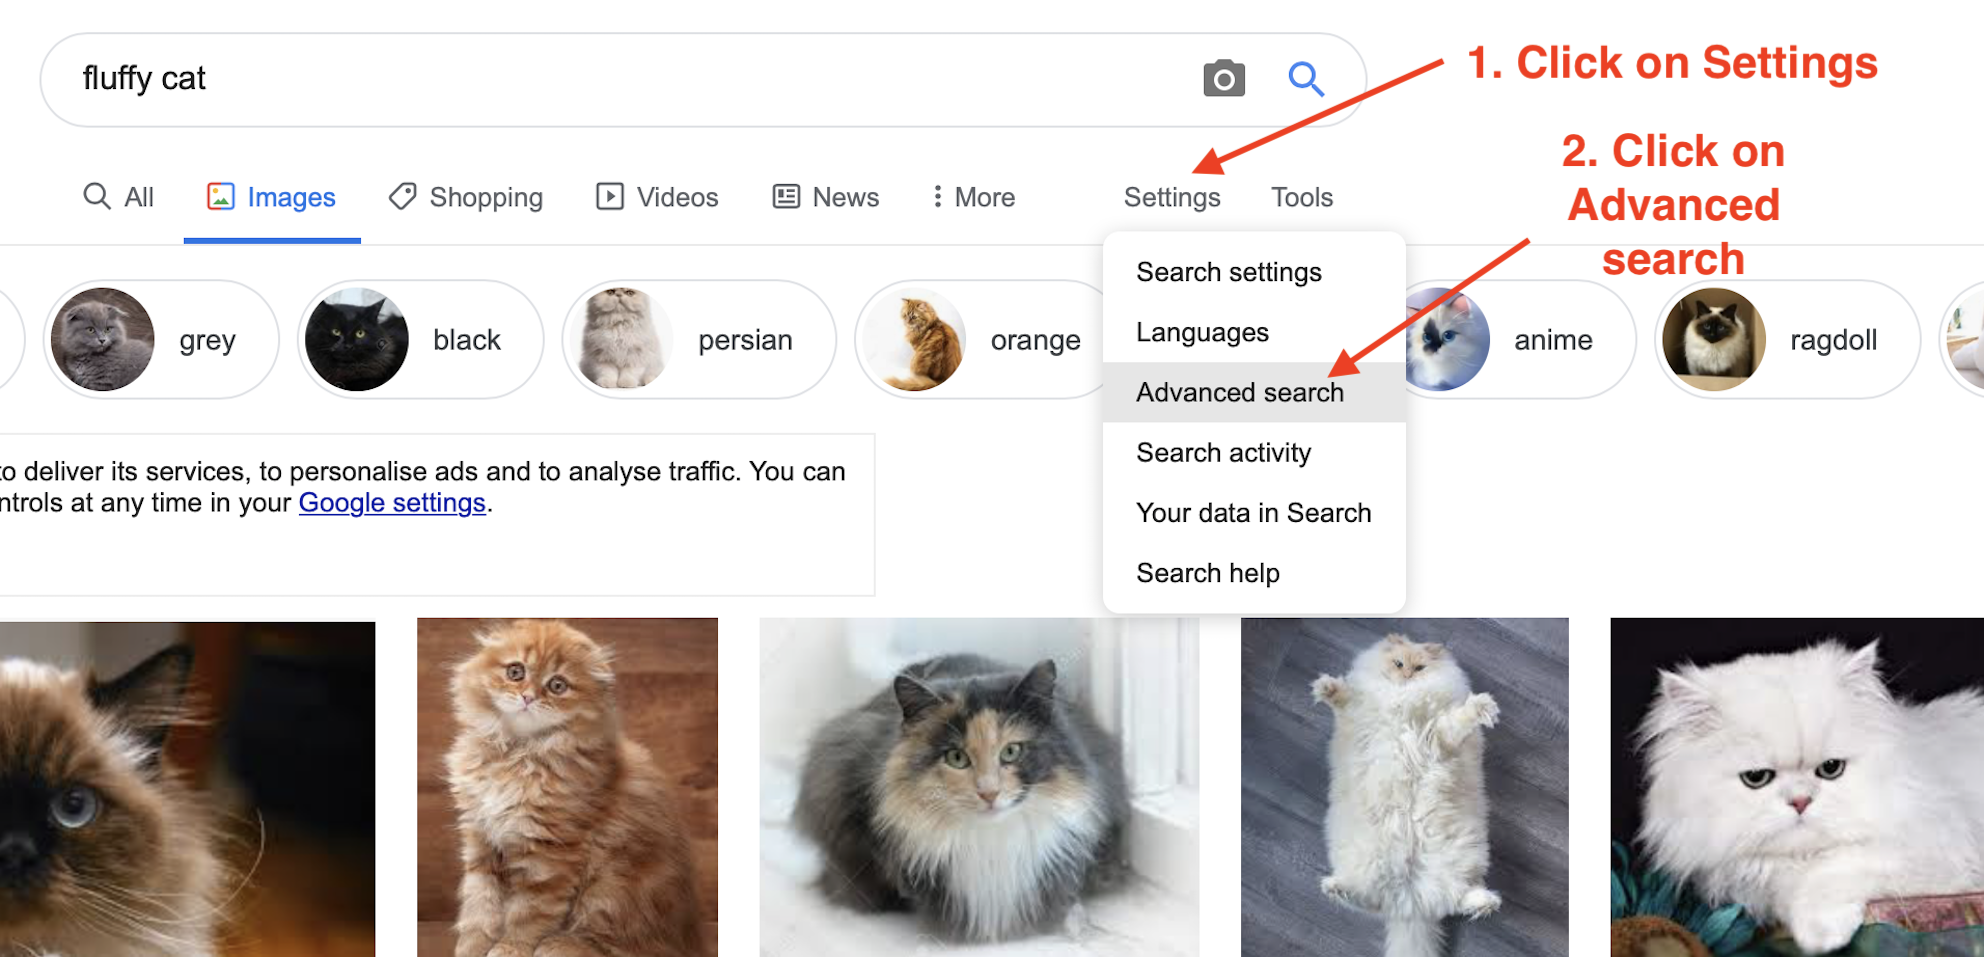 fluffy cat
1. Click on Settings
2. Click on
Advanced
search
All Images Shopping Videos News More Settings Tools
grey black persian orange anime ragdoll
Search settings
Languages
Advanced search
Search activity
Your data in Search
Search help
to deliver its services, to personalise ads and to analyse traffic. You can
ntrols at any time in your Google settings.